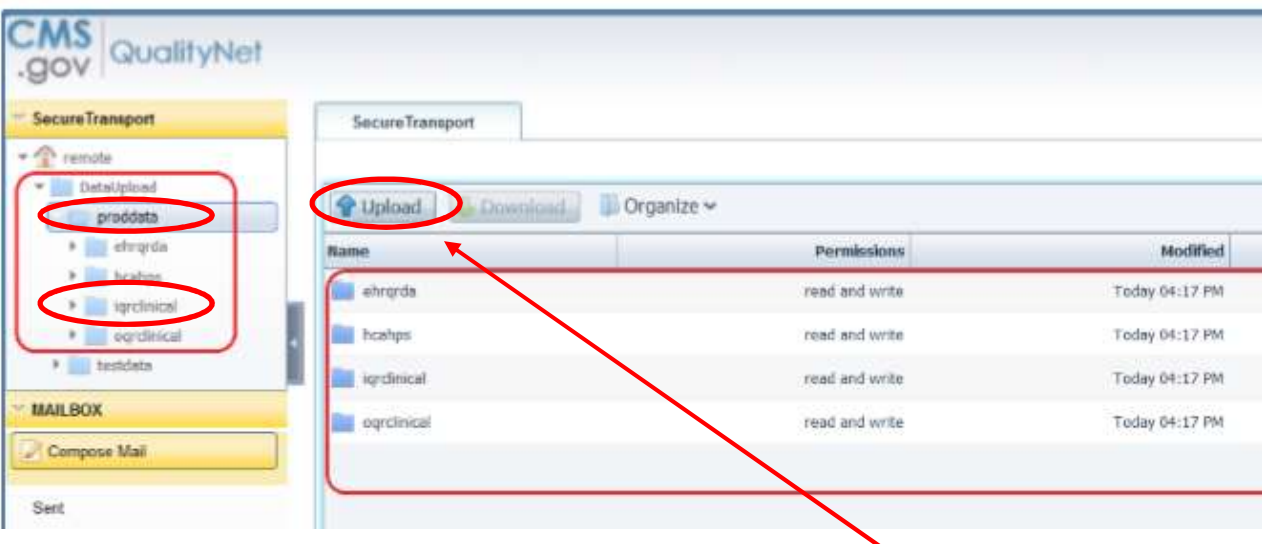 CMS
.gov QualityNet
SecureTransport
remote
DataUpload
proddata
ehrqrda
hcahps
iqrclinical
oqrclinical
testdata
MAILBOX
Compose Mail
Sent
SecureTransport
Upload Download Organize
Name Permissions Modified
ehrqrda read and write Today 04:17 PM
hcahps read and write Today 04:17 PM
iqrclinical read and write Today 04:17 PM
oqrclinical read and write Today 04:17 PM